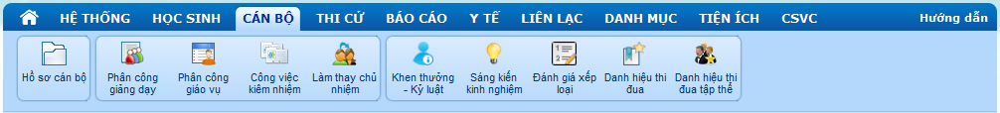 HỆ THỐNG HỌC SINH CÁN BỘ THI CỬ BÁO CÁO Y TẾ LIÊN LẠC DANH MỤC TIỆN ÍCH CSVC Hướng dẫn
Hồ sơ cán bộ
Phân công
giảng dạy
Phân công
giáo vụ
Công việc
kiêm nhiệm
Làm thay chủ
nhiệm
Khen thưởng
- Kỷ luật
Sáng kiến
kinh nghiệm
Đánh giá xếp
loại
Danh hiệu thi
đua
Danh hiệu thi
đua tập thể